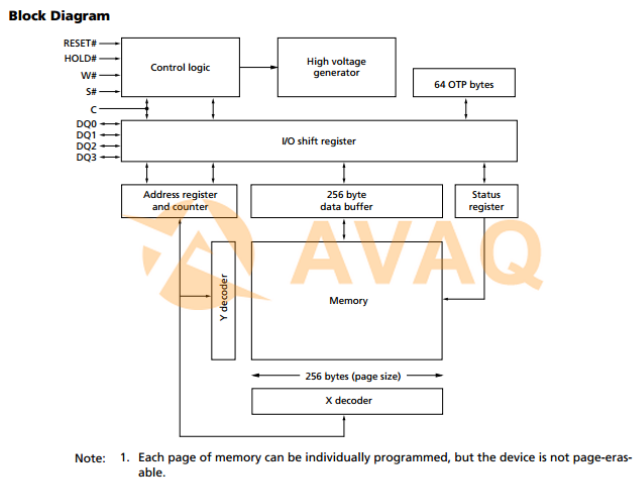 Block Diagram
RESET#
HOLD#
W#
S#
C
Control logic
High voltage
generator
64 OTP bytes
DQ0
DQ1
DQ2
DQ3
I/O shift register
Address register
and counter
256 byte
data buffer
Status
register
Y decoder
Memory
AVAQ
256 bytes (page size)
X decoder
Note: 1. Each page of memory can be individually programmed, but the device is not page-eras-
able.